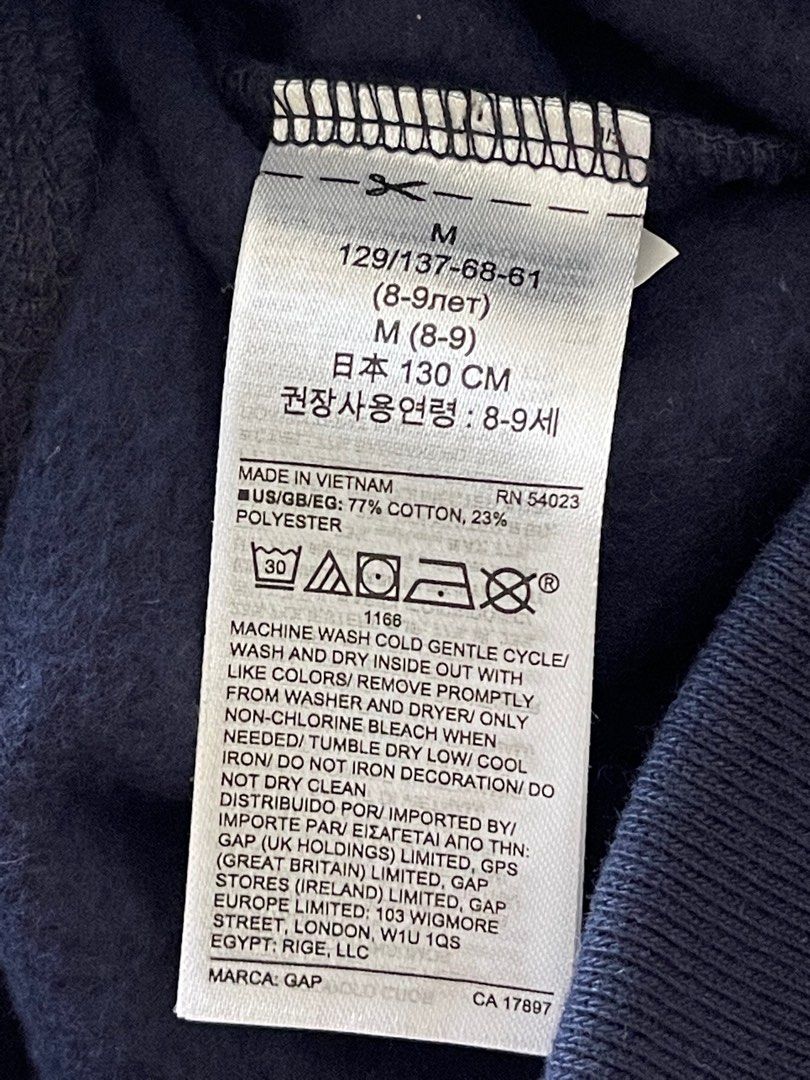 M
129/137-68-61
(8-9лет)
M (8-9)
日本 130 CM
권장사용연령 : 8-9세
MADE IN VIETNAM RN 54023
■US/GB/EG: 77% COTTON, 23%
POLYESTER
30 ®
1166
MACHINE WASH COLD GENTLE CYCLE/
WASH AND DRY INSIDE OUT WITH
LIKE COLORS/ REMOVE PROMPTLY
FROM WASHER AND DRYER/ ONLY
NON-CHLORINE BLEACH WHEN
NEEDED/ TUMBLE DRY LOW/ COOL
IRON/ DO NOT IRON DECORATION/ DO
NOT DRY CLEAN
DISTRIBUIDO POR/ IMPORTED BY/
IMPORTE PAR/ ΕΙΣΑΓΕΤΑΙ ΑΠΟ ΤΗΝ:
GAP (UK HOLDINGS) LIMITED, GPS
(GREAT BRITAIN) LIMITED, GAP
STORES (IRELAND) LIMITED, GAP
EUROPE LIMITED: 103 WIGMORE
STREET, LONDON, W1U 1QS
EGYPT: RIGE, LLC
MARCA: GAP CA 17897